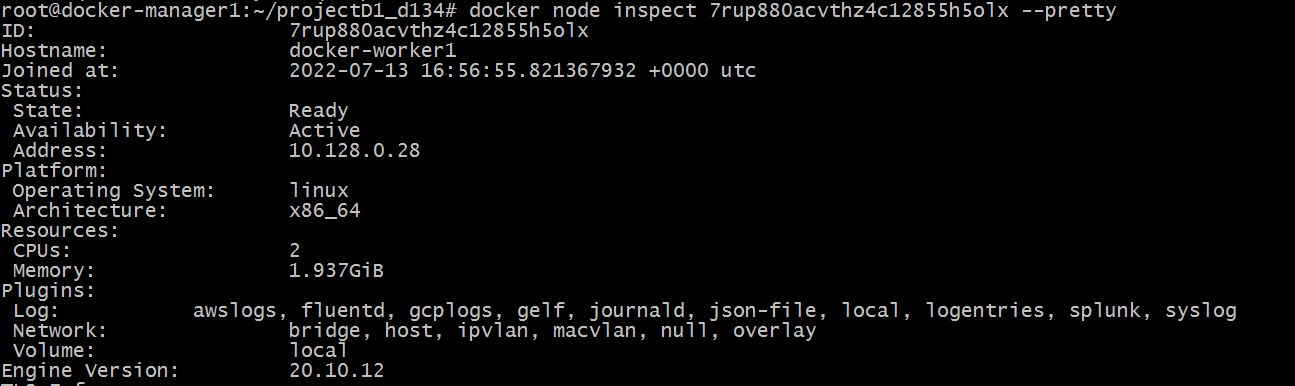 root@docker-manager1:~/projectD1_d134# docker node inspect 7rup880acvthz4c12855h5olx --pretty
ID: 7rup880acvthz4c12855h5olx
Hostname: docker-worker1
Joined at: 2022-07-13 16:56:55.821367932 +0000 utc
Status:
State: Ready
Availability: Active
Address: 10.128.0.28
Platform:
Operating System: linux
Architecture: x86_64
Resources:
CPUs: 2
Memory: 1.937GiB
Plugins:
Log: awslogs, fluentd, gcplogs, gelf, journald, json-file, local, logentries, splunk, syslog
Network: bridge, host, ipvlan, macvlan, null, overlay
Volume: local
Engine Version: 20.10.12